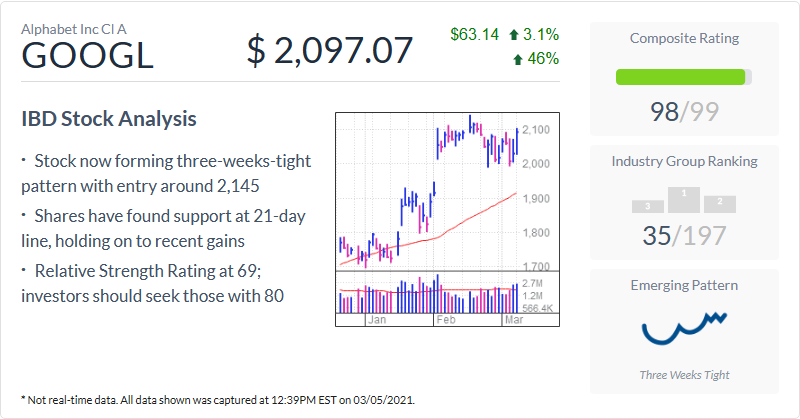 Alphabet Inc Cl A
GOOGL
$ 2,097.07
$63.14 3.1%
46%
IBD Stock Analysis
· Stock now forming three-weeks-tight
pattern with entry around 2,145
· Shares have found support at 21-day
line, holding on to recent gains
· Relative Strength Rating at 69;
investors should seek those with 80
2,100
2,000
1,900
1,800
1,700
2.7M
1.2M
566.4K
Jan
Feb
Mar
Composite Rating
98/99
Industry Group Ranking
3
1
2
35/197
Emerging Pattern
Three Weeks Tight
* Not real-time data. All data shown was captured at 12:39PM EST on 03/05/2021.